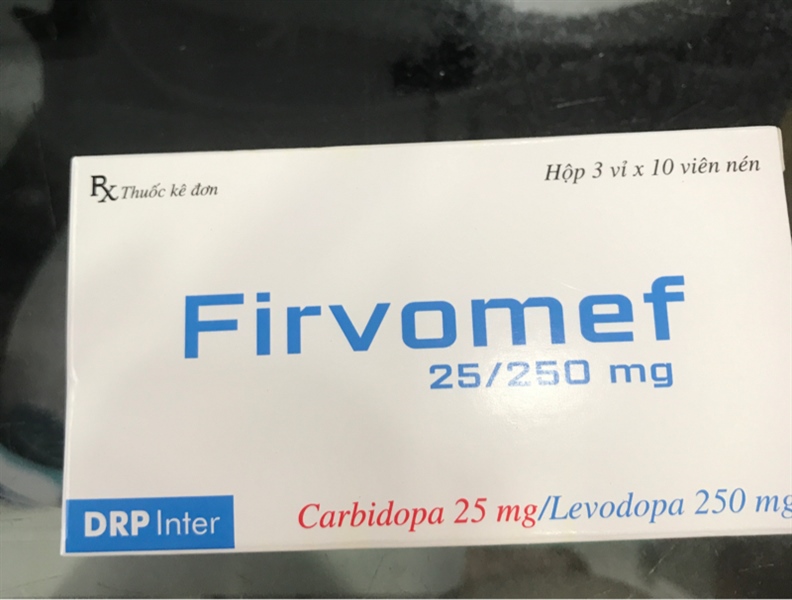 Rx Thuốc kê đơn
Hộp 3 vỉ x 10 viên nén
Firvomef
25/250 mg
DRP Inter
Carbidopa 25 mg/Levodopa 250 mg